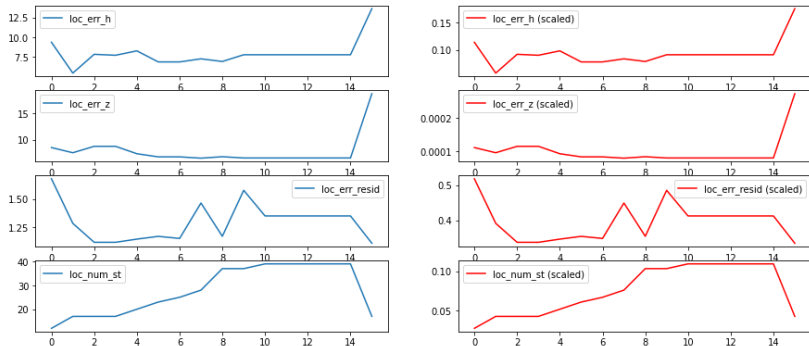 12.5
10.0
7.5
loc_err_h
0 2 4 6 8 10 12 14
0.15
0.10
loc_err_h (scaled)
0 2 4 6 8 10 12 14
15
10
loc_err_z
0 2 4 6 8 10 12 14
0.0002
0.0001
loc_err_z (scaled)
0 2 4 6 8 10 12 14
1.50
1.25
loc_err_resid
0 2 4 6 8 10 12 14
0.5
0.4
loc_err_resid (scaled)
0 2 4 6 8 10 12 14
40
30
20
loc_num_st
0 2 4 6 8 10 12 14
0.10
0.05
loc_num_st (scaled)
0 2 4 6 8 10 12 14